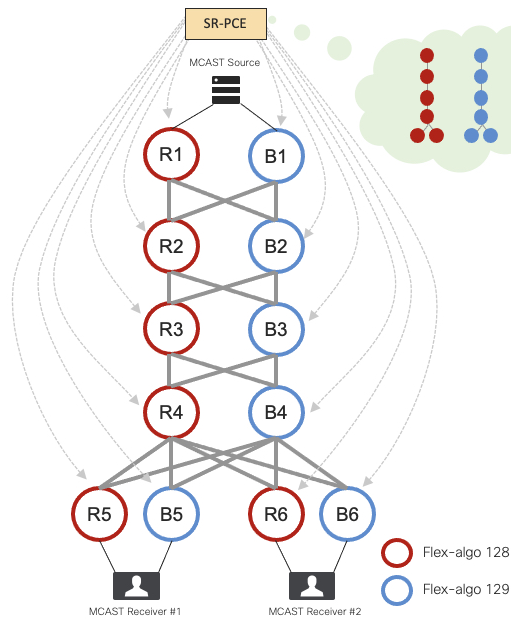 SR-PCE
MCAST Source
R1
B1
R2
B2
R3
B3
R4
B4
R5
B5
R6
B6
Flex-algo 128
Flex-algo 129
MCAST Receiver #1
MCAST Receiver #2